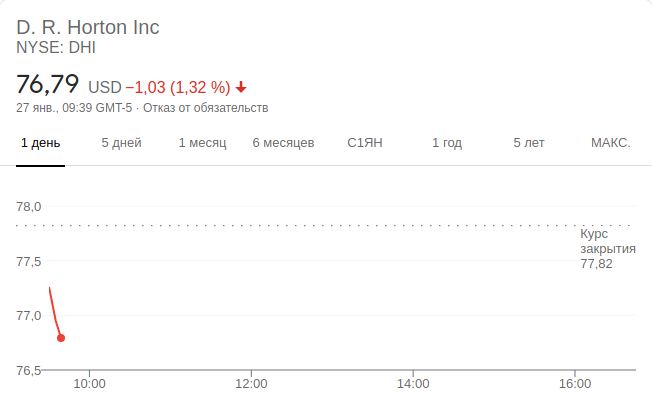 D. R. Horton Inc
NYSE: DHI
76,79 USD −1,03 (1,32 %)
27 янв., 09:39 GMT-5 · Отказ от обязательств
1 день 5 дней 1 месяц 6 месяцев С1ЯН 1 год 5 лет МАКС.
78,0
Курс
закрытия
77,82
77,5
77,0
76,5
10:00 12:00 14:00 16:00